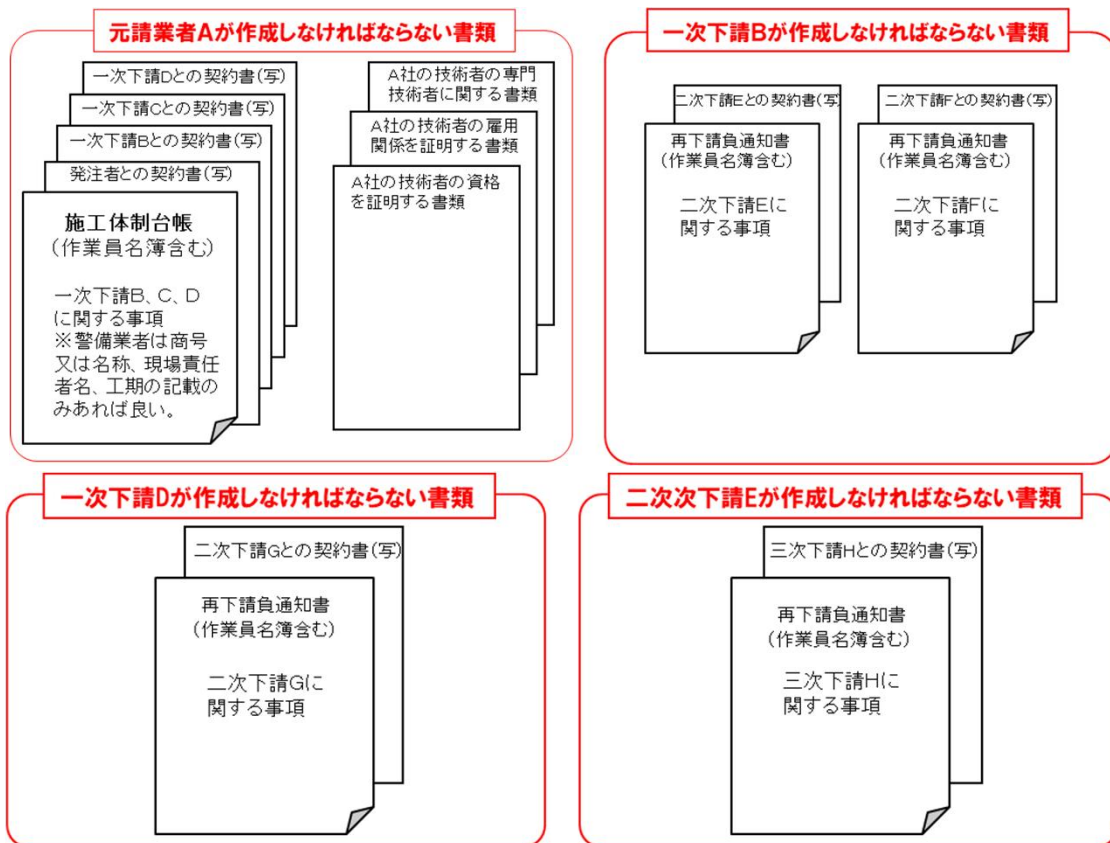 元請業者Aが作成しなければならない書類
一次下請Dとの契約書(写)
一次下請Cとの契約書(写)
一次下請Bとの契約書(写)
発注者との契約書(写)
施工体制台帳
(作業員名簿含む)
一次下請B、C、D
に関する事項
※警備業者は商号
又は名称、現場責任
者名、工期の記載の
みあれば良い。
A社の技術者の専門
技術者に関する書類
A社の技術者の雇用
関係を証明する書類
A社の技術者の資格
を証明する書類
一次下請Bが作成しなければならない書類
二次下請Eとの契約書(写)
再下請負通知書
(作業員名簿含む)
二次下請Eに
関する事項
二次下請Fとの契約書(写)
再下請負通知書
(作業員名簿含む)
二次下請Fに
関する事項
一次下請Dが作成しなければならない書類
二次下請Gとの契約書(写)
再下請負通知書
(作業員名簿含む)
二次下請Gに
関する事項
二次次下請Eが作成しなければならない書類
三次下請Hとの契約書(写)
再下請負通知書
(作業員名簿含む)
三次下請Hに
関する事項